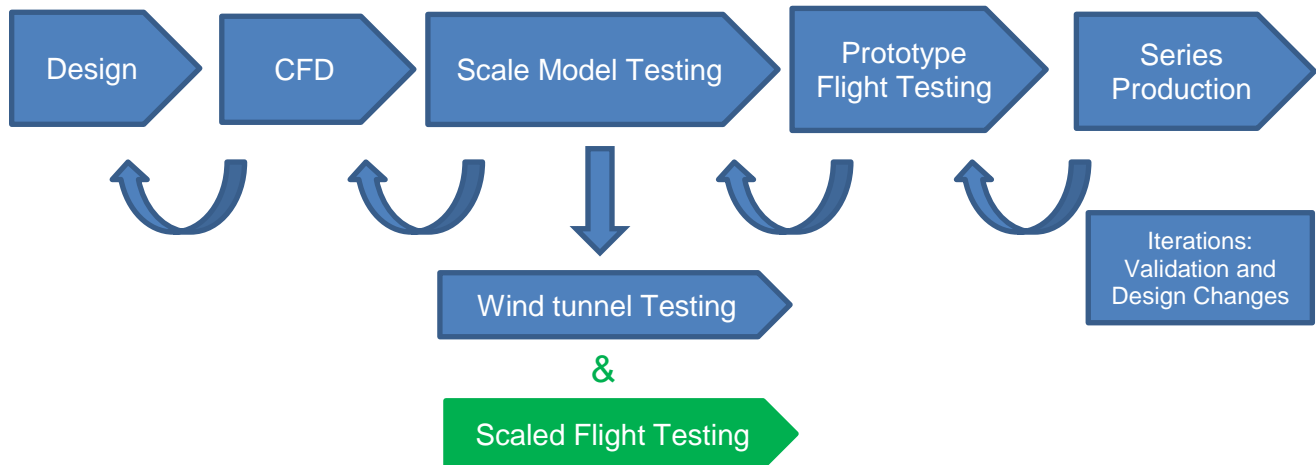 Design
CFD
Scale Model Testing
Prototype
Flight Testing
Series
Production
Iterations:
Validation and
Design Changes
Wind tunnel Testing
&
Scaled Flight Testing